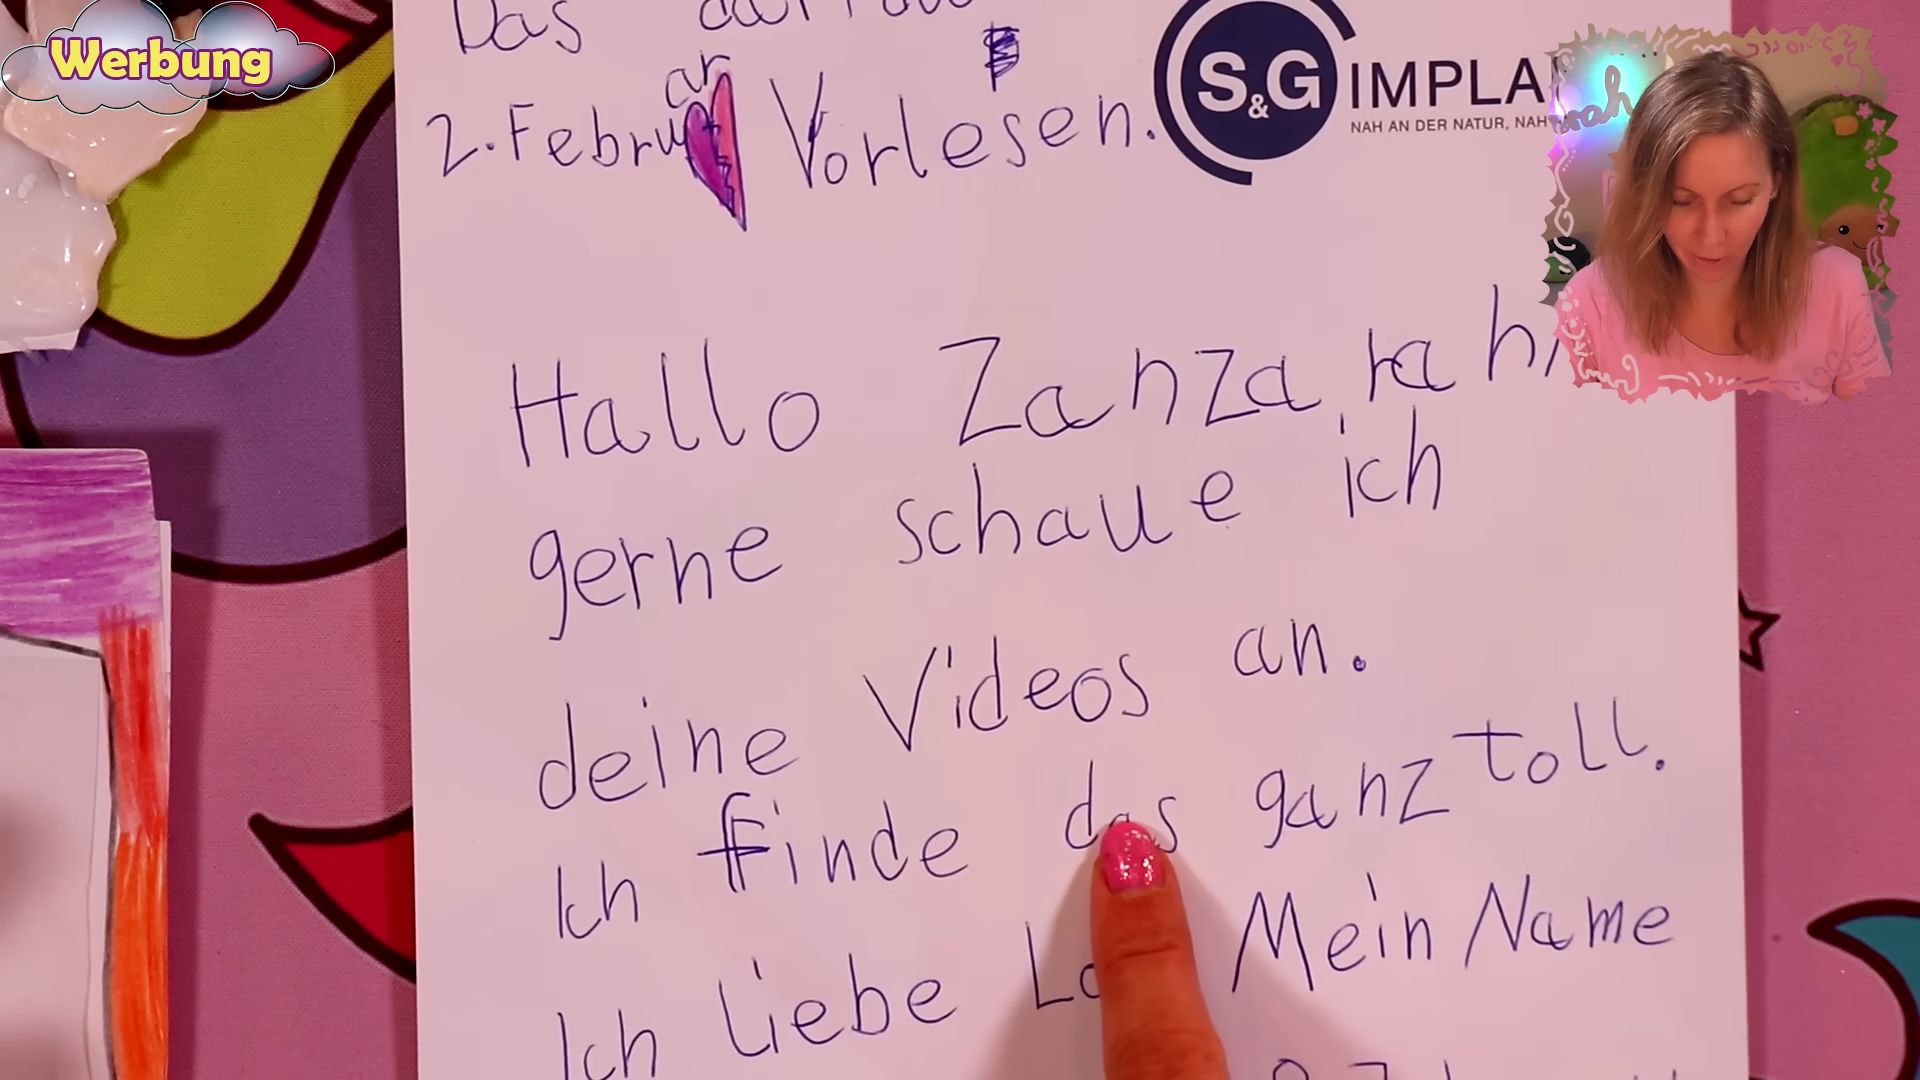 Werbung
Das
2. Februar Vorlesen.
S&G IMPLA
NAH AN DER NATUR, NAH
Hallo Zanzarah
gerne schaue ich
deine Videos an.
Ich finde das ganz toll.
Ich liebe Mein Name